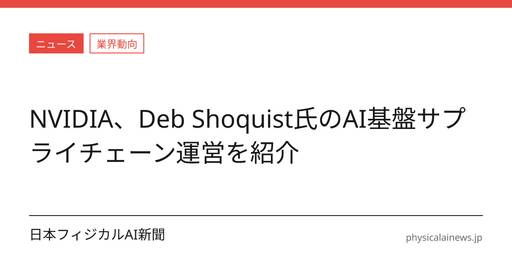 ニュース 業界動向
NVIDIA、Deb Shoquist氏のAI基盤サプ
ライチェーン運営を紹介
日本フィジカルAI新聞
physicalainews.jp